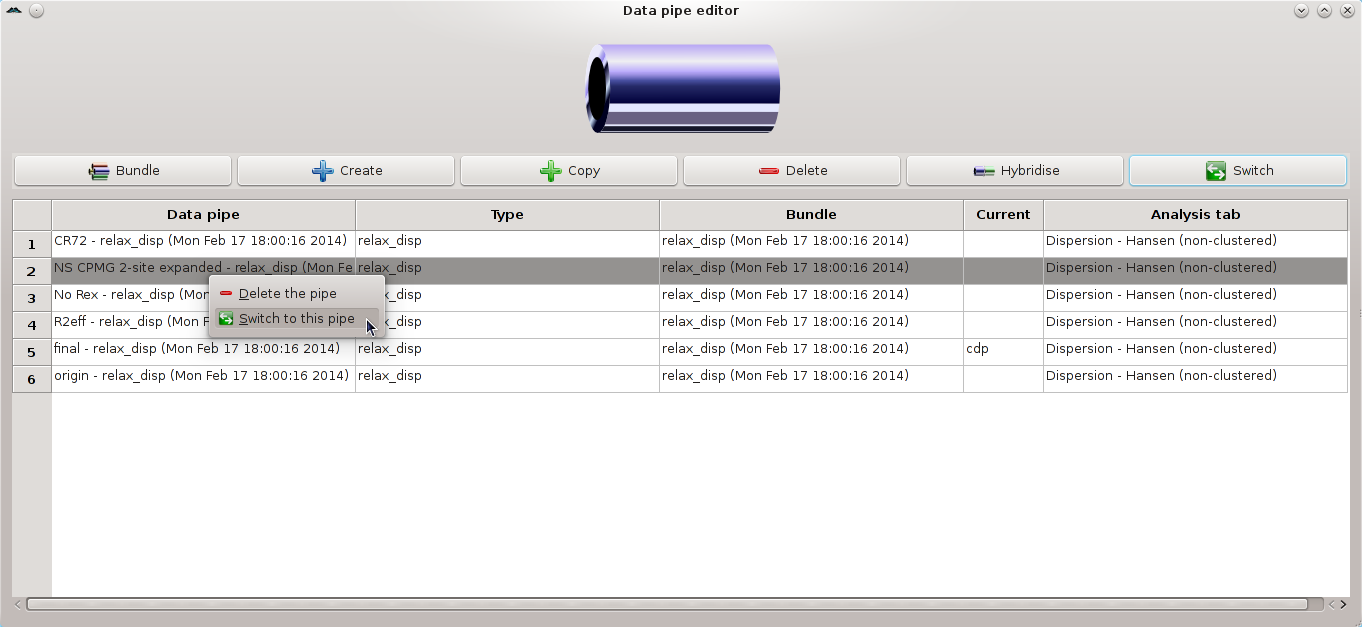 Data pipe editor
Bundle Create Copy Delete Hybridise Switch
Data pipe Type Bundle Current Analysis tab
1 CR72 - relax_disp (Mon Feb 17 18:00:16 2014) relax_disp relax_disp (Mon Feb 17 18:00:16 2014) Dispersion - Hansen (non-clustered)
2 NS CPMG 2-site expanded - relax_disp (Mon Fe relax_disp relax_disp (Mon Feb 17 18:00:16 2014) Dispersion - Hansen (non-clustered)
Delete the pipe
Switch to this pipe
3 No Rex - relax_disp (Mon x_disp relax_disp (Mon Feb 17 18:00:16 2014) Dispersion - Hansen (non-clustered)
4 R2eff - relax_disp (Mon F x_disp relax_disp (Mon Feb 17 18:00:16 2014) Dispersion - Hansen (non-clustered)
5 final - relax_disp (Mon Feb 17 18:00:16 2014) relax_disp relax_disp (Mon Feb 17 18:00:16 2014) cdp Dispersion - Hansen (non-clustered)
6 origin - relax_disp (Mon Feb 17 18:00:16 2014) relax_disp relax_disp (Mon Feb 17 18:00:16 2014) Dispersion - Hansen (non-clustered)